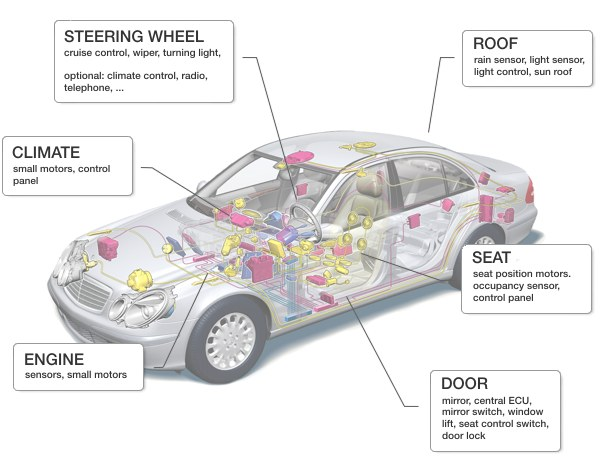 STEERING WHEEL
cruise control, wiper, turning light,
optional: climate control, radio,
telephone, ...
ROOF
rain sensor, light sensor,
light control, sun roof
CLIMATE
small motors, control
panel
SEAT
seat position motors.
occupancy sensor,
control panel
ENGINE
sensors, small motors
DOOR
mirror, central ECU,
mirror switch, window
lift, seat control switch,
door lock